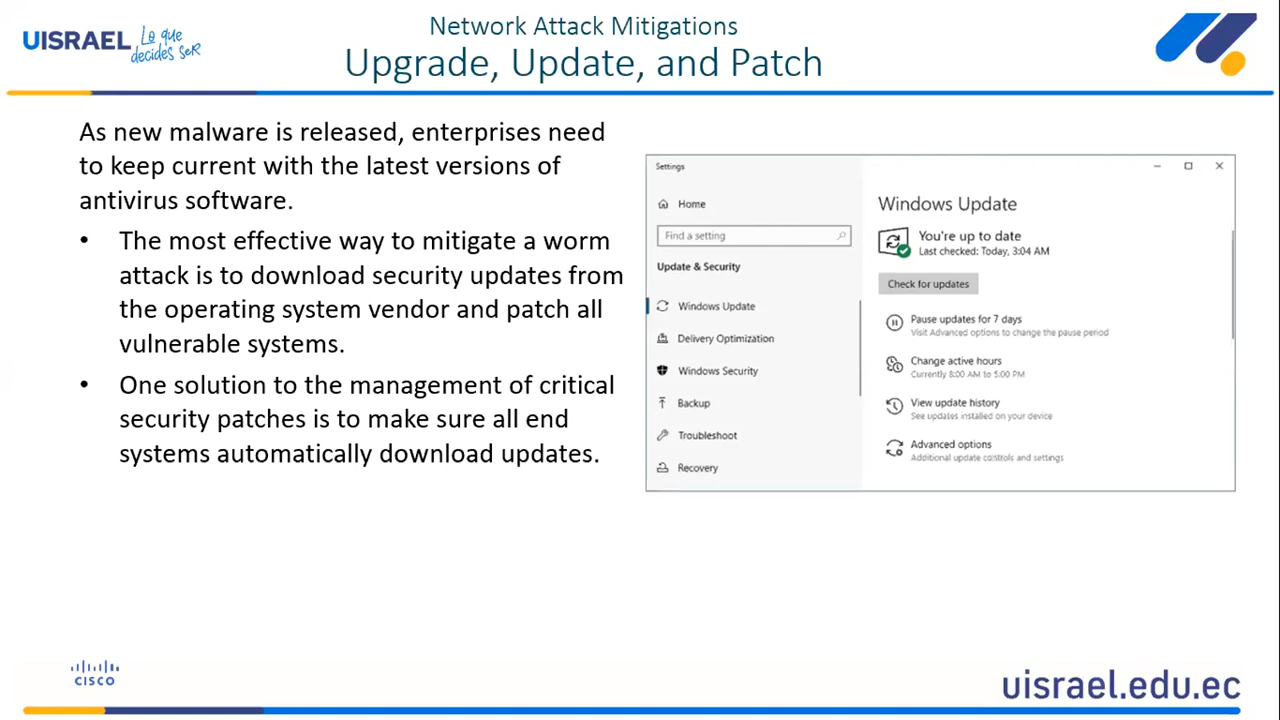 UISRAEL
Lo que
decides seR
Network Attack Mitigations
Upgrade, Update, and Patch
As new malware is released, enterprises need
to keep current with the latest versions of
antivirus software.
• The most effective way to mitigate a worm
attack is to download security updates from
the operating system vendor and patch all
vulnerable systems.
• One solution to the management of critical
security patches is to make sure all end
systems automatically download updates.
Settings
Home
Find a setting
Update & Security
Windows Update
Delivery Optimization
Windows Security
Backup
Troubleshoot
Recovery
Windows Update
You're up to date
Last checked: Today, 3:04 AM
Check for updates
Pause updates for 7 days
Visit Advanced options to change the pause period
Change active hours
Currently 8:00 AM to 5:00 PM
View update history
See updates installed on your device
Advanced options
Additional update controls and settings
CISCO
uisrael.edu.ec